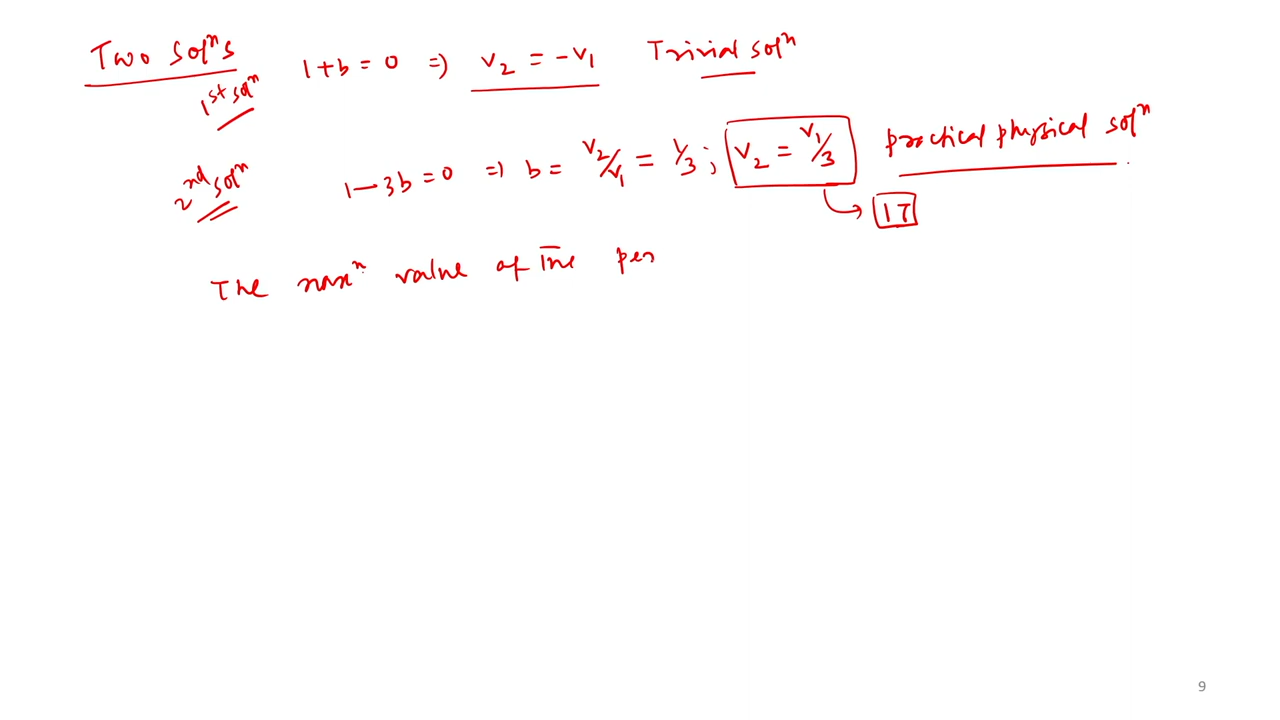 Two Solⁿs
1+b = 0 ⇒ V₂ = -V₁ Trivial solⁿ
1st solⁿ
2nd solⁿ
1-3b = 0 ⇒ b = V₂/V₁ = 1/3; V₂ = V₁/3 practical physical solⁿ
17
The maxⁿ value of the per
9